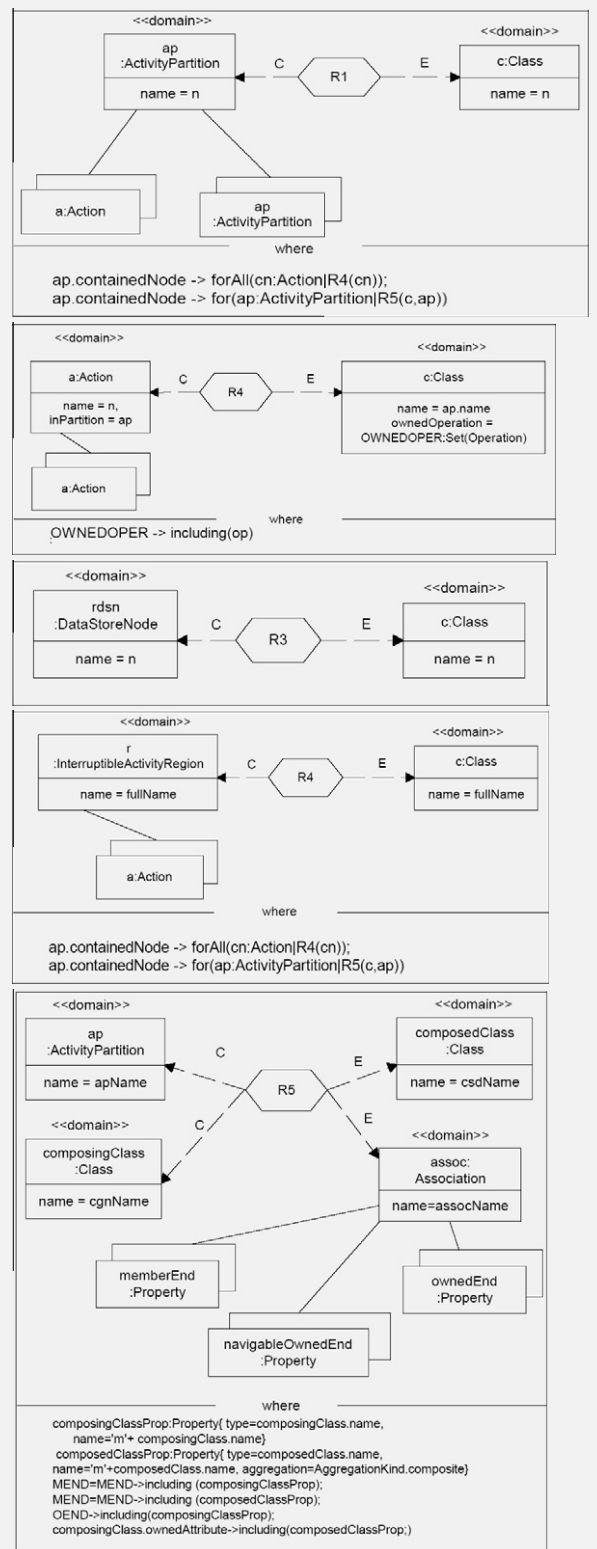 <<domain>>
ap
:ActivityPartition
name = n
C
R1
E
<<domain>>
c:Class
name = n
a:Action
ap
:ActivityPartition
where
ap.containedNode -> forAll(cn:Action|R4(cn));
ap.containedNode -> for(ap:ActivityPartition|R5(c,ap))
<<domain>>
a:Action
name = n,
inPartition = ap
C
R4
E
<<domain>>
c:Class
name = ap.name
ownedOperation =
OWNEDOPER:Set(Operation)
a:Action
where
OWNEDOPER -> including(op)
<<domain>>
rdsn
:DataStoreNode
name = n
C
R3
E
<<domain>>
c:Class
name = n
<<domain>>
r
:InterruptibleActivityRegion
name = fullName
C
R4
E
<<domain>>
c:Class
name = fullName
a:Action
where
ap.containedNode -> forAll(cn:Action|R4(cn));
ap.containedNode -> for(ap:ActivityPartition|R5(c,ap))
<<domain>>
ap
:ActivityPartition
name = apName
C
R5
E
<<domain>>
composedClass
:Class
name = csdName
<<domain>>
composingClass
:Class
name = cgnName
C
E
<<domain>>
assoc:
Association
name=assocName
memberEnd
:Property
navigableOwnedEnd
:Property
ownedEnd
:Property
where
composingClassProp:Property{ type=composingClass.name,
name='m'+ composingClass.name}
composedClassProp:Property{ type=composedClass.name,
name='m'+composedClass.name, aggregation=AggregationKind.composite}
MEND=MEND->including (composingClassProp);
MEND=MEND->including (composedClassProp);
OEND->including(composingClassProp);
composingClass.ownedAttribute->including(composedClassProp;)